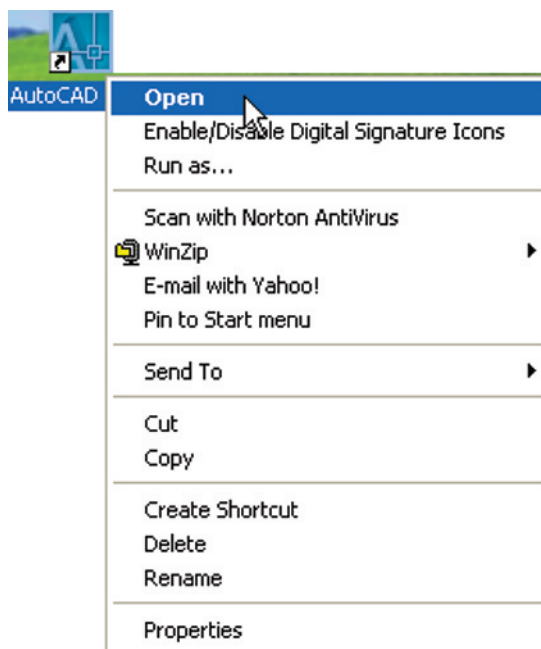 AutoCAD
Open
Enable/Disable Digital Signature Icons
Run as...
Scan with Norton AntiVirus
WinZip
E-mail with Yahoo!
Pin to Start menu
Send To
Cut
Copy
Create Shortcut
Delete
Rename
Properties